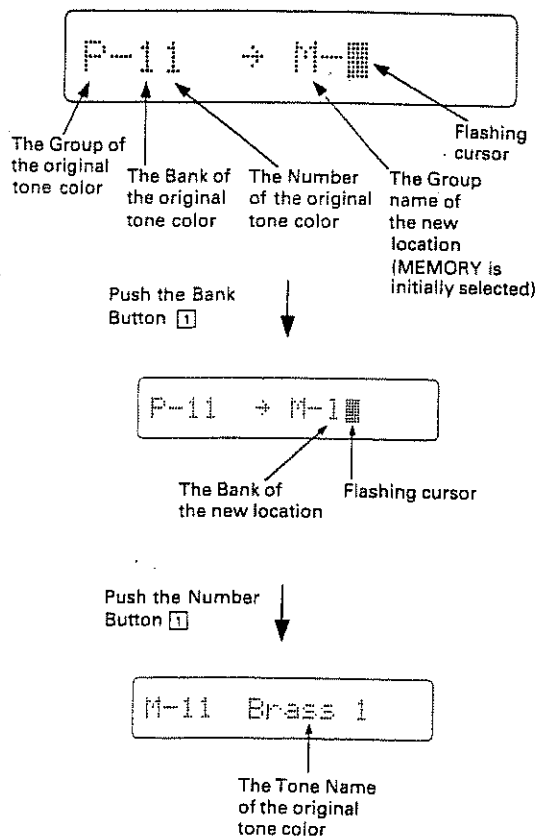 P-11 → M-
The Group of
the original
tone color
The Bank of
the original
tone color
The Number
of the original
tone color
The Group
name of
the new
location
(MEMORY is
initially selected)
Flashing
cursor
Push the Bank
Button 1
P-11 → M-1
The Bank of
the new location
Flashing cursor
Push the Number
Button 1
M-11 Brass 1
The Tone Name
of the original
tone color